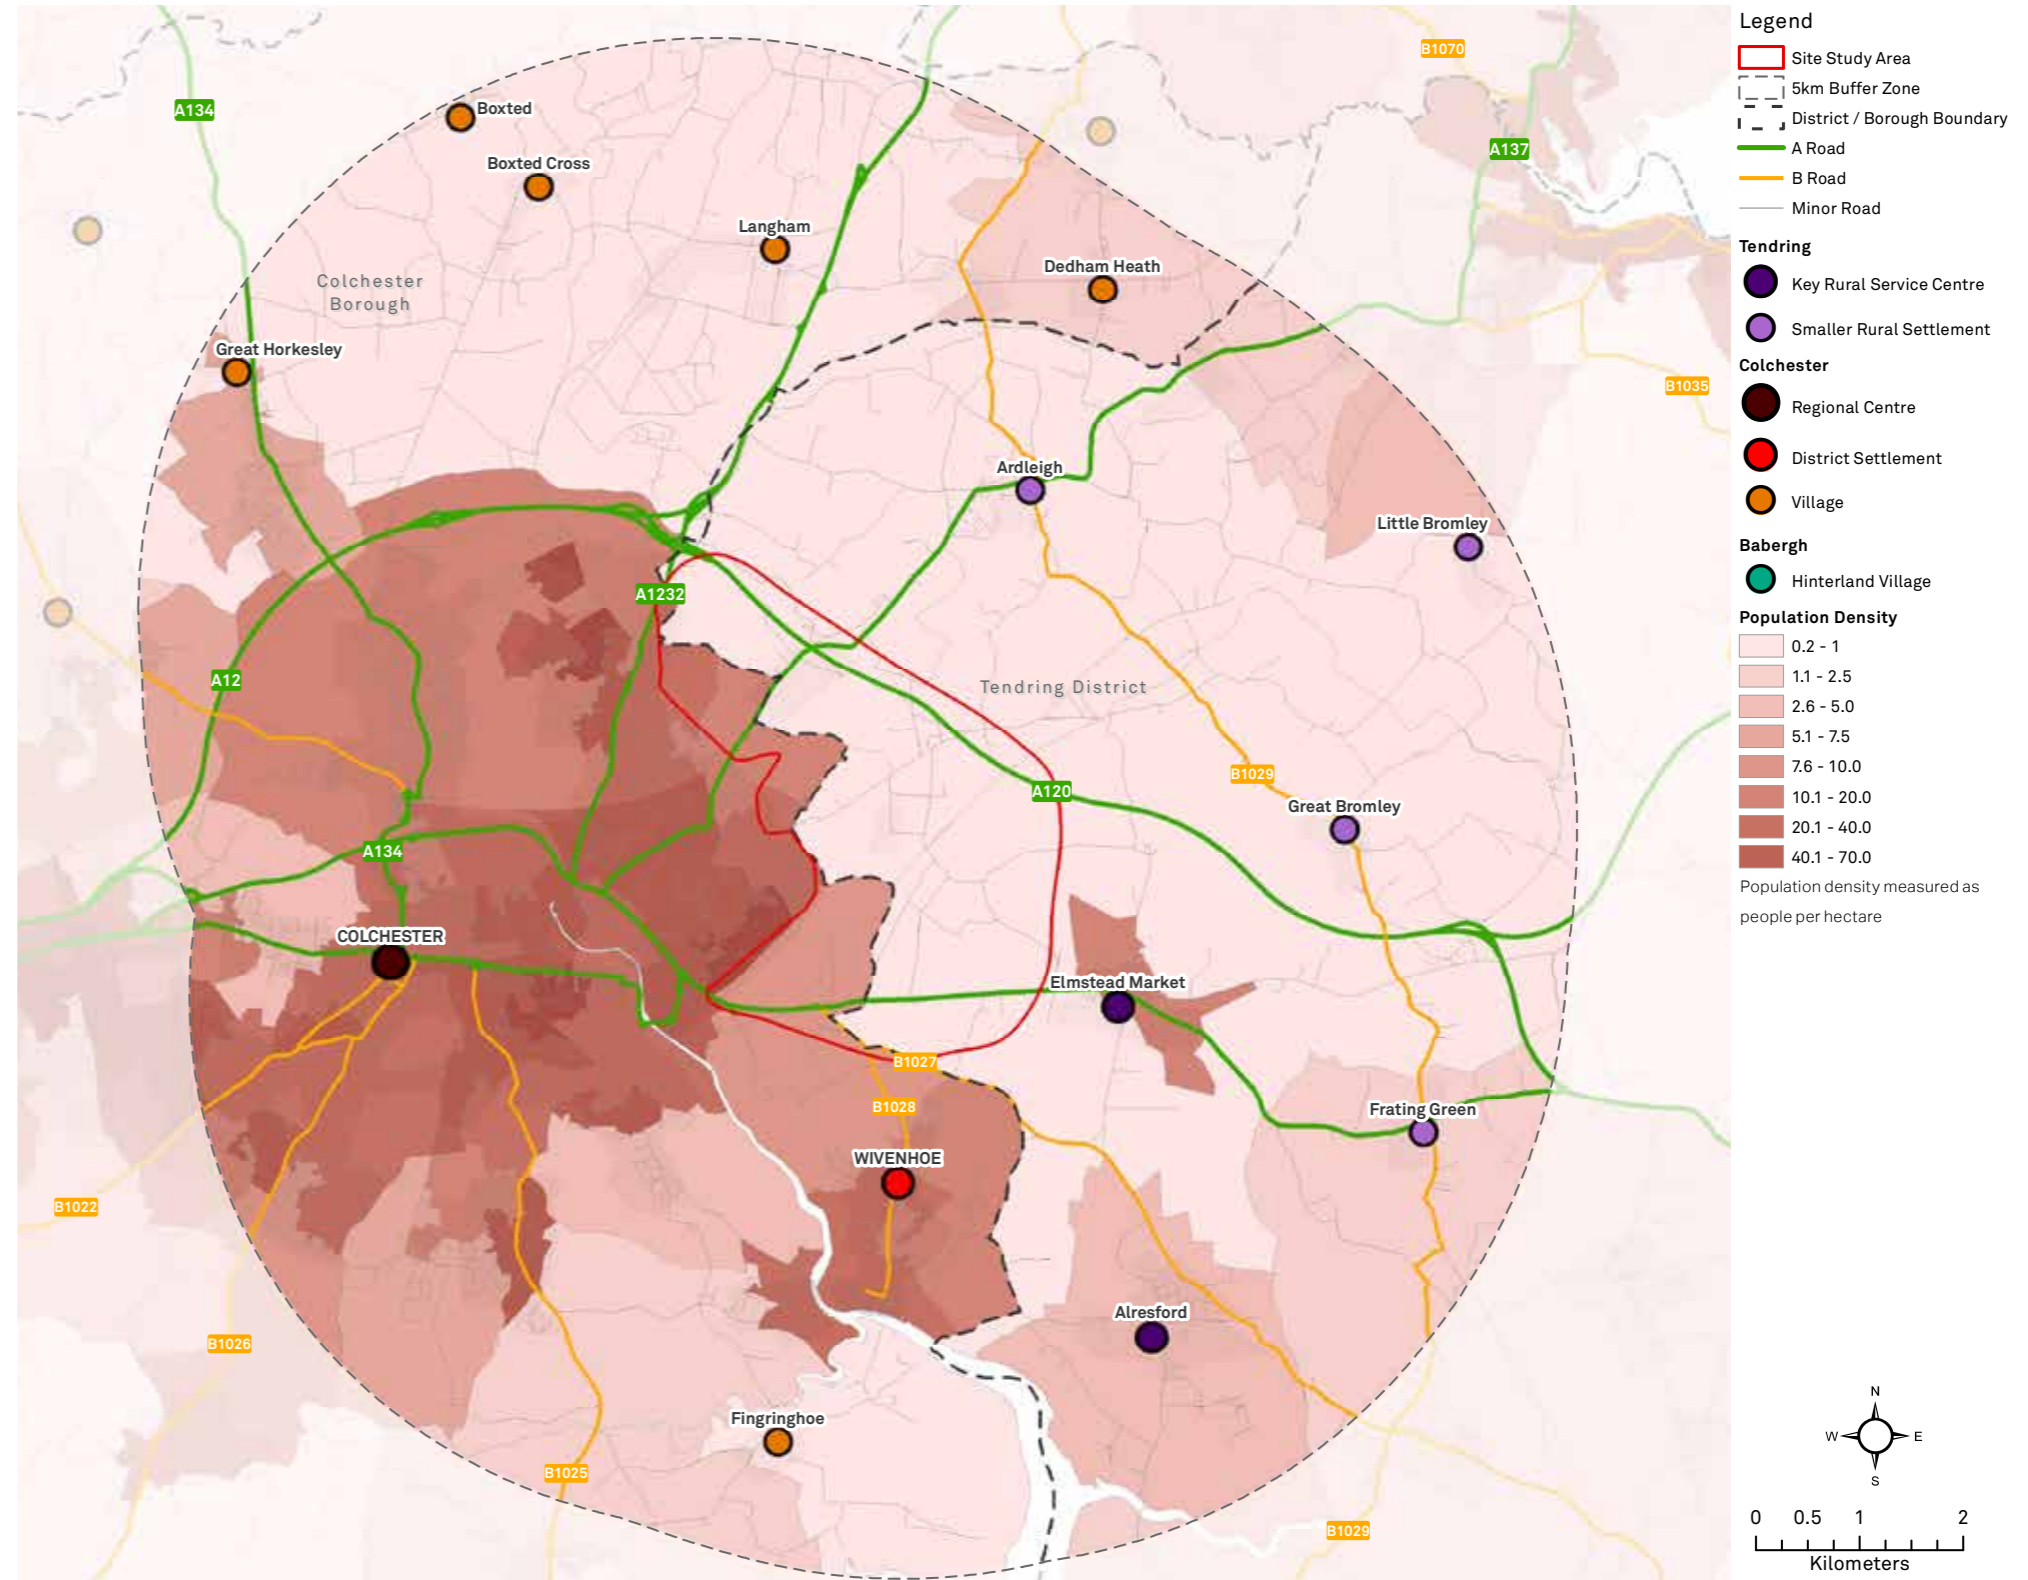 B1070
A134
Boxted
A137
Boxted Cross
Langham
Dedham Heath
Colchester
Borough
Great Horkesley
B1035
Ardleigh
Little Bromley
A1232
A12
Tendring District
B1029
A120
Great Bromley
A134
COLCHESTER
Elmstead Market
B1027
B1028
Frating Green
WIVENHOE
B1022
Alresford
B1026
Fingringhoe
B1025
B1029
Legend
Site Study Area
5km Buffer Zone
District / Borough Boundary
A Road
B Road
Minor Road
Tendring
Key Rural Service Centre
Smaller Rural Settlement
Colchester
Regional Centre
District Settlement
Village
Babergh
Hinterland Village
Population Density
0.2 - 1
1.1 - 2.5
2.6 - 5.0
5.1 - 7.5
7.6 - 10.0
10.1 - 20.0
20.1 - 40.0
40.1 - 70.0
Population density measured as
people per hectare
N
W E
S
0 0.5 1 2
Kilometers